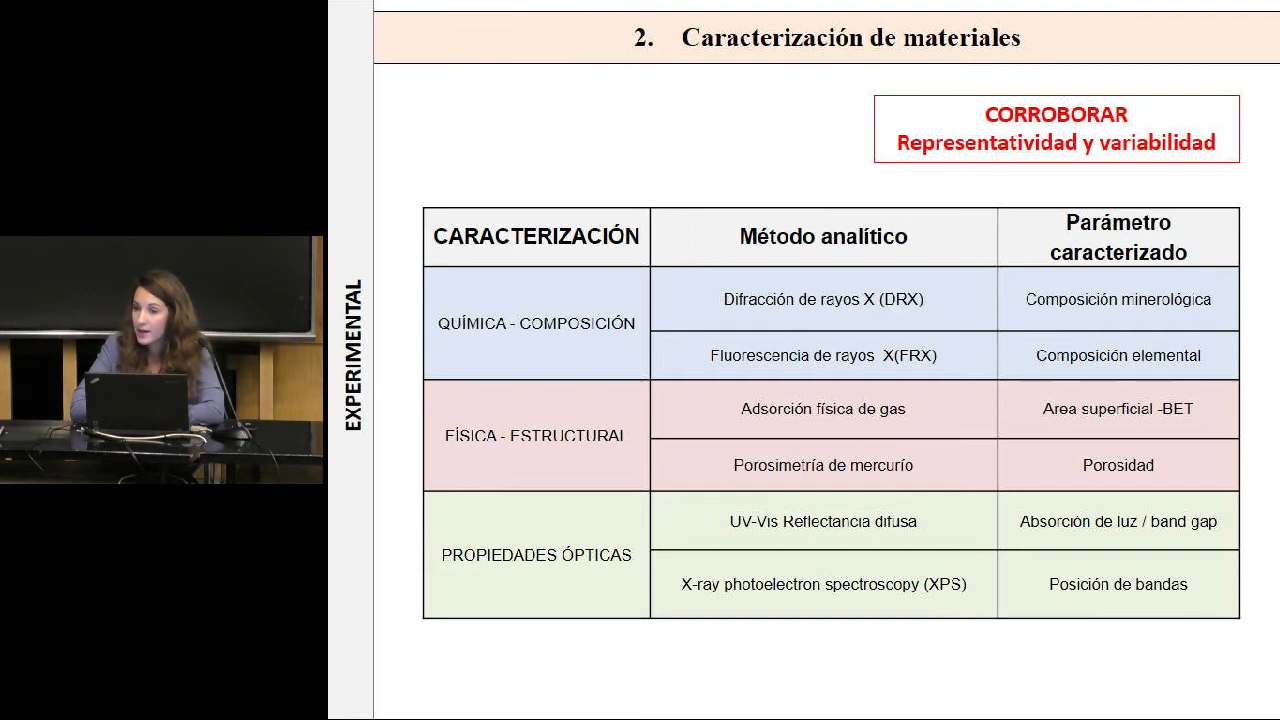 2. Caracterización de materiales
CORROBORAR
Representatividad y variabilidad
EXPERIMENTAL
CARACTERIZACIÓN
Método analítico
Parámetro
caracterizado
QUÍMICA - COMPOSICIÓN
Difracción de rayos X (DRX)
Composición minerológica
Fluorescencia de rayos X(FRX)
Composición elemental
FÍSICA - ESTRUCTURAL
Adsorción física de gas
Area superficial -BET
Porosimetría de mercurío
Porosidad
PROPIEDADES ÓPTICAS
UV-Vis Reflectancia difusa
Absorción de luz / band gap
X-ray photoelectron spectroscopy (XPS)
Posición de bandas